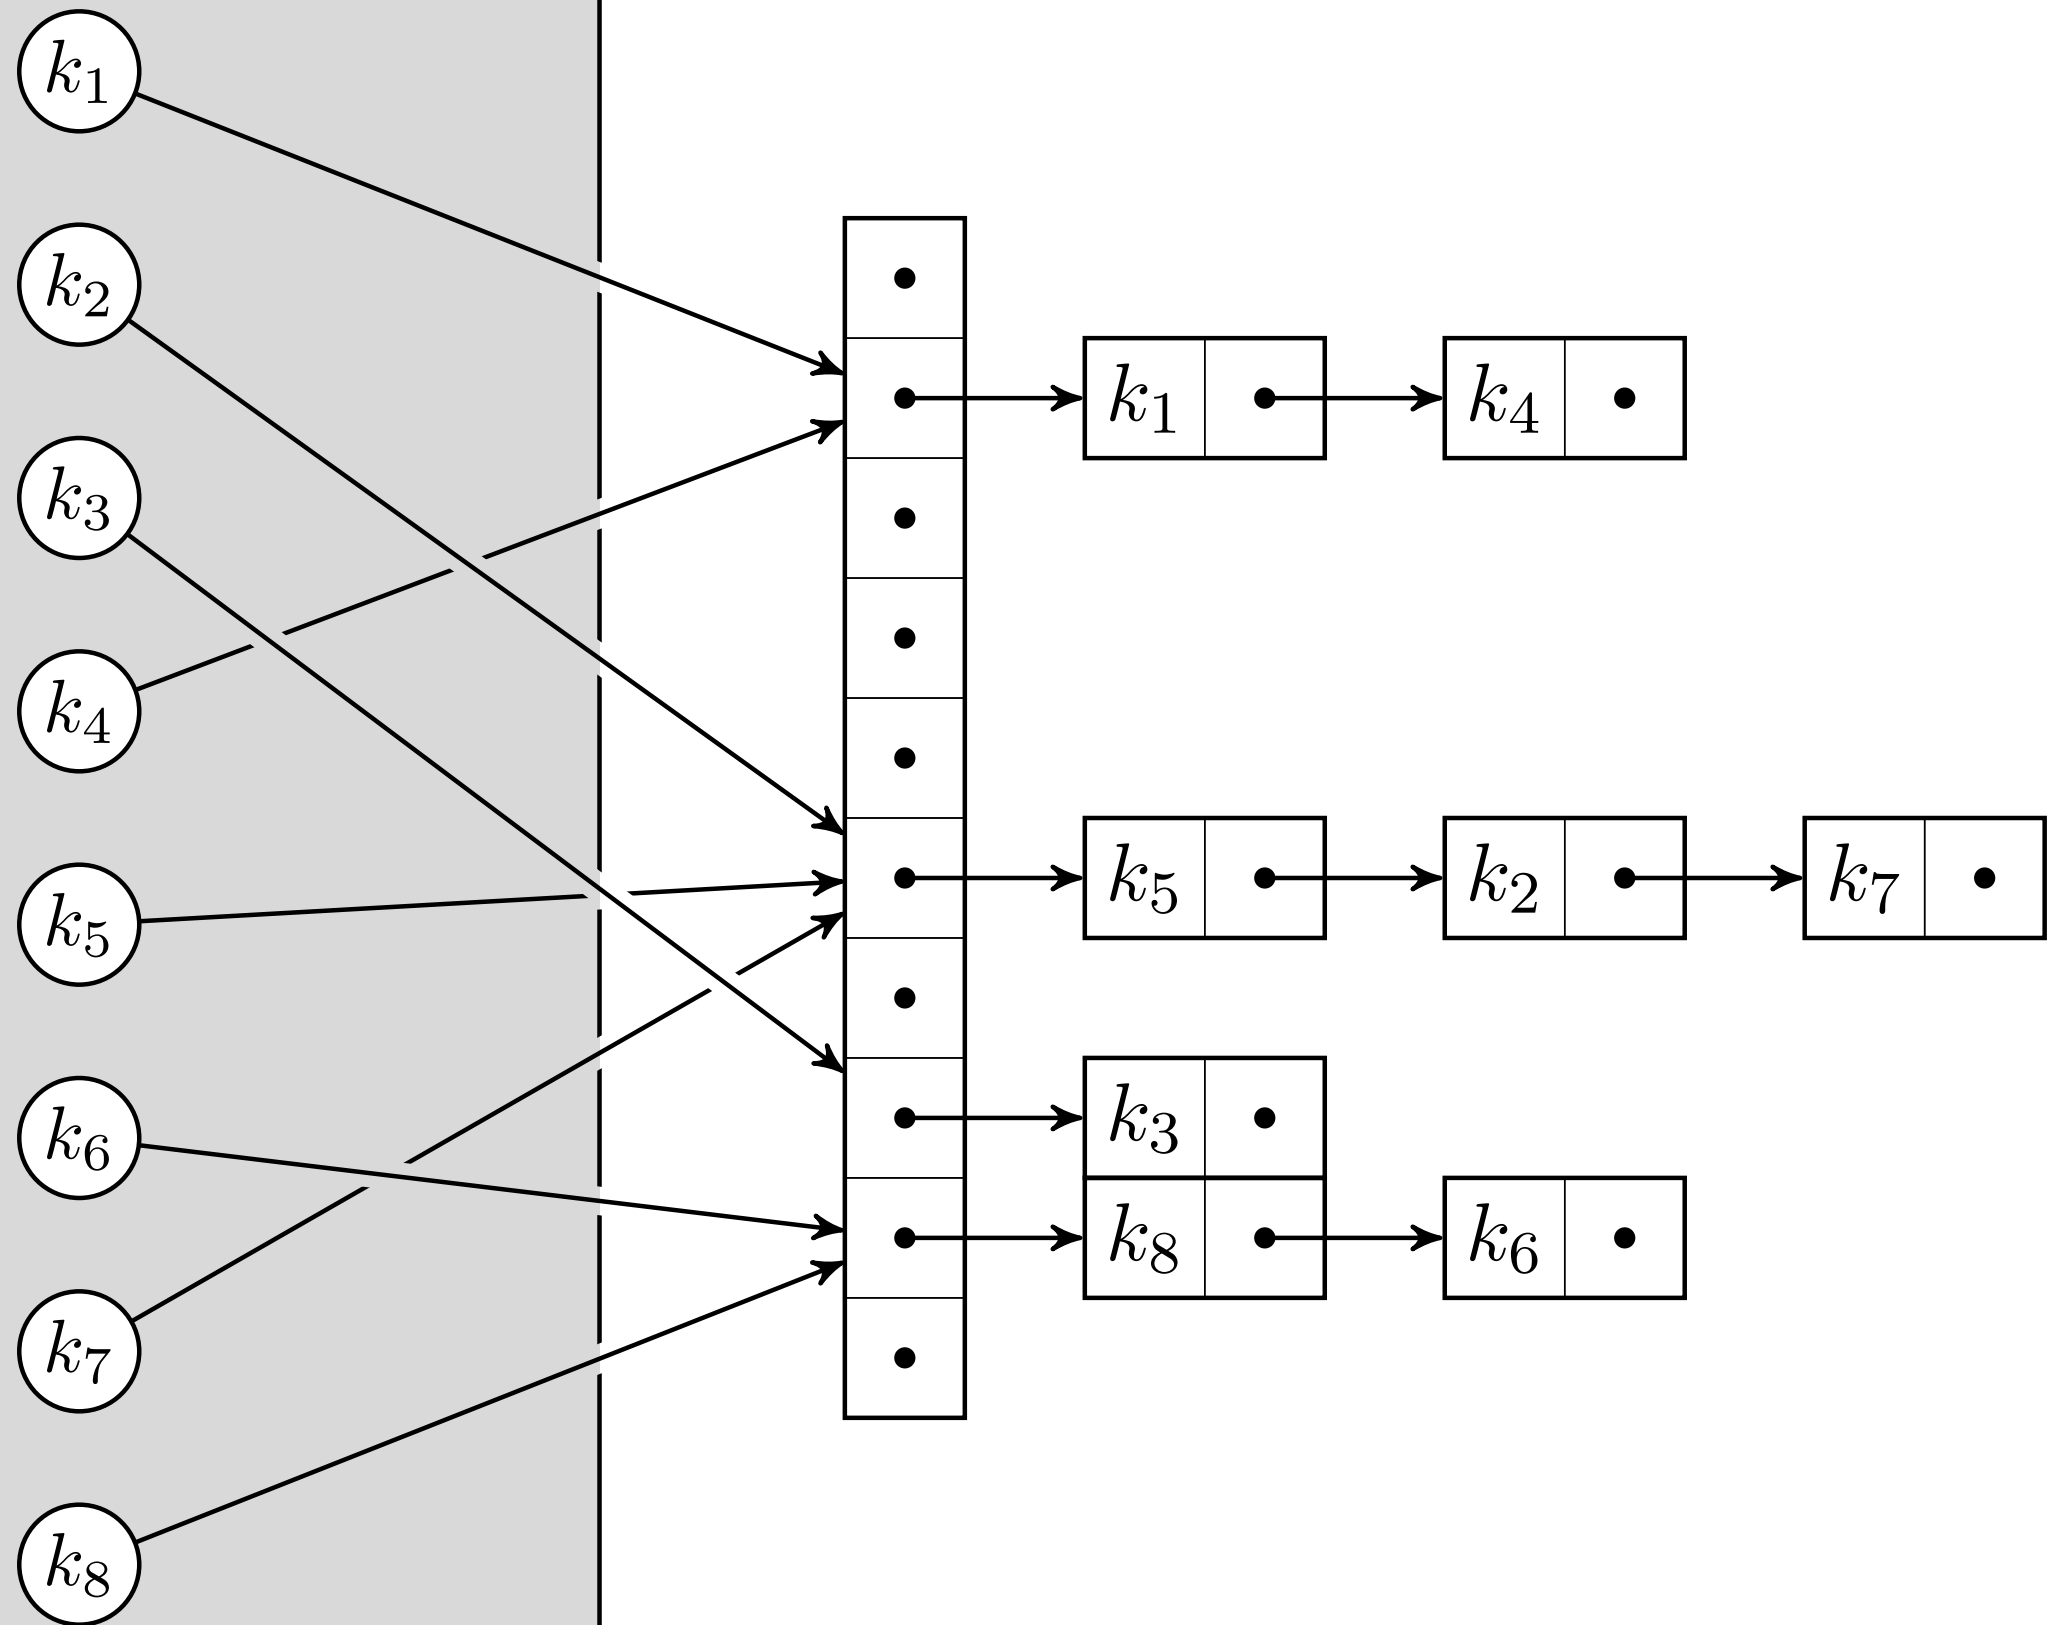 k₁
k₂
k₁ k₄
k₃
k₄
k₅ k₂ k₇
k₅
k₃
k₆
k₈ k₆
k₇
k₈